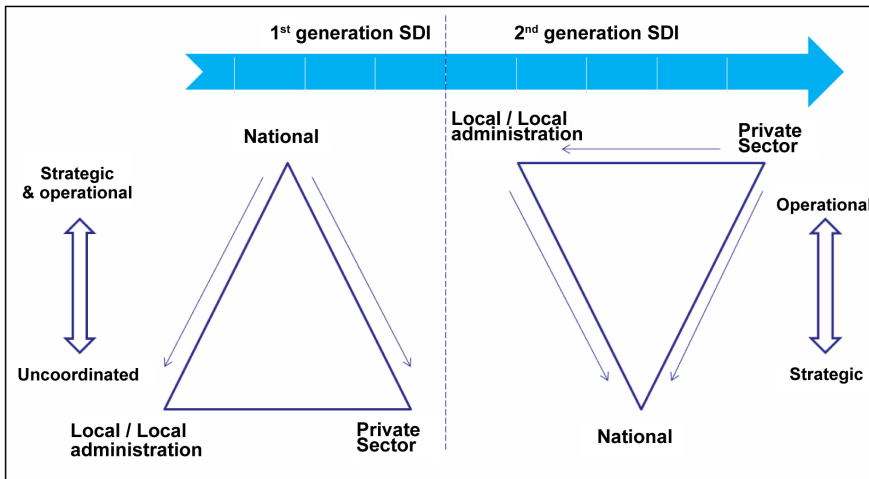 1st generation SDI
2nd generation SDI
National
Strategic
& operational
Uncoordinated
Local / Local
administration
Private
Sector
Local / Local
administration
Private
Sector
Operational
Strategic
National